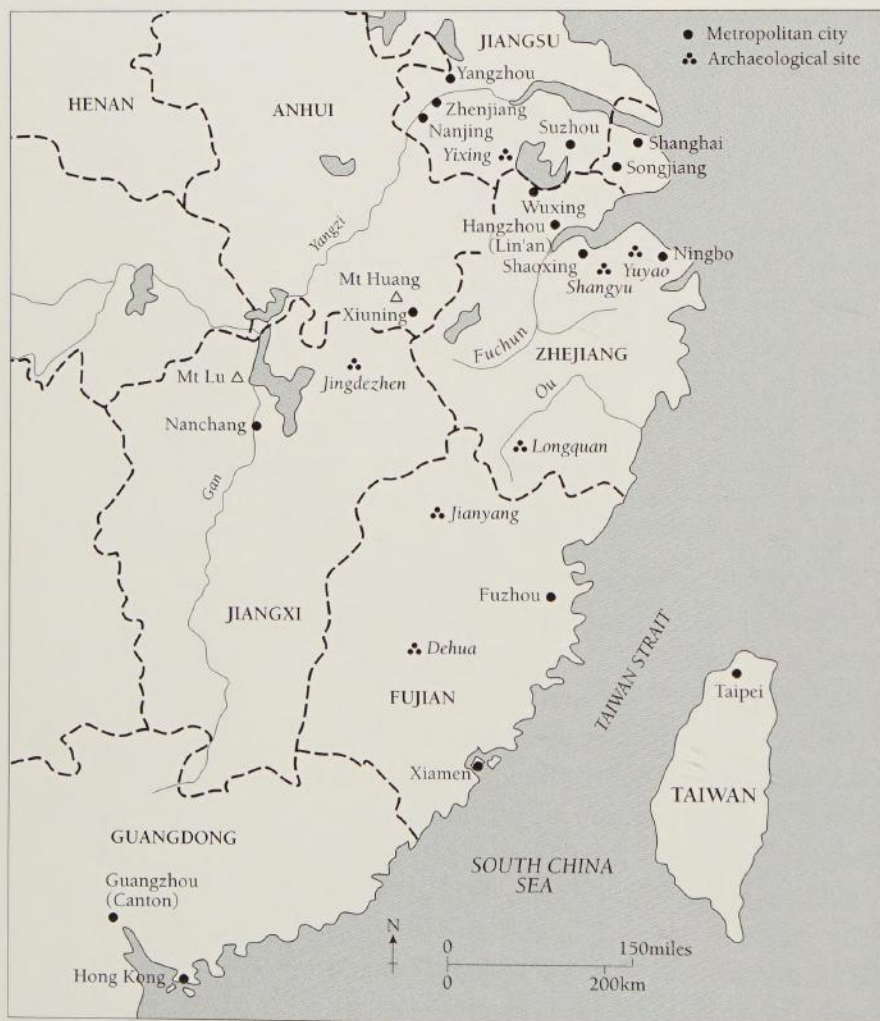 JIANGSU
Metropolitan city
Archaeological site
Yangzhou
HENAN
ANHUI
Zhenjiang
Nanjing
Suzhou
Shanghai
Yixing
Songjiang
Wuxing
Yangzi
Hangzhou
(Lin'an)
Shaoxing
Ningbo
Yuyao
Shangyu
Mt Huang
Xiuning
Fuchun
ZHEJIANG
Mt Lu
Jingdezhen
Ou
Nanchang
Longquan
Gan
Jianyang
Fuzhou
JIANGXI
TAIWAN STRAIT
Dehua
FUJIAN
Taipei
Xiamen
TAIWAN
GUANGDONG
SOUTH CHINA
SEA
Guangzhou
(Canton)
N
0
150miles
Hong Kong
0
200km